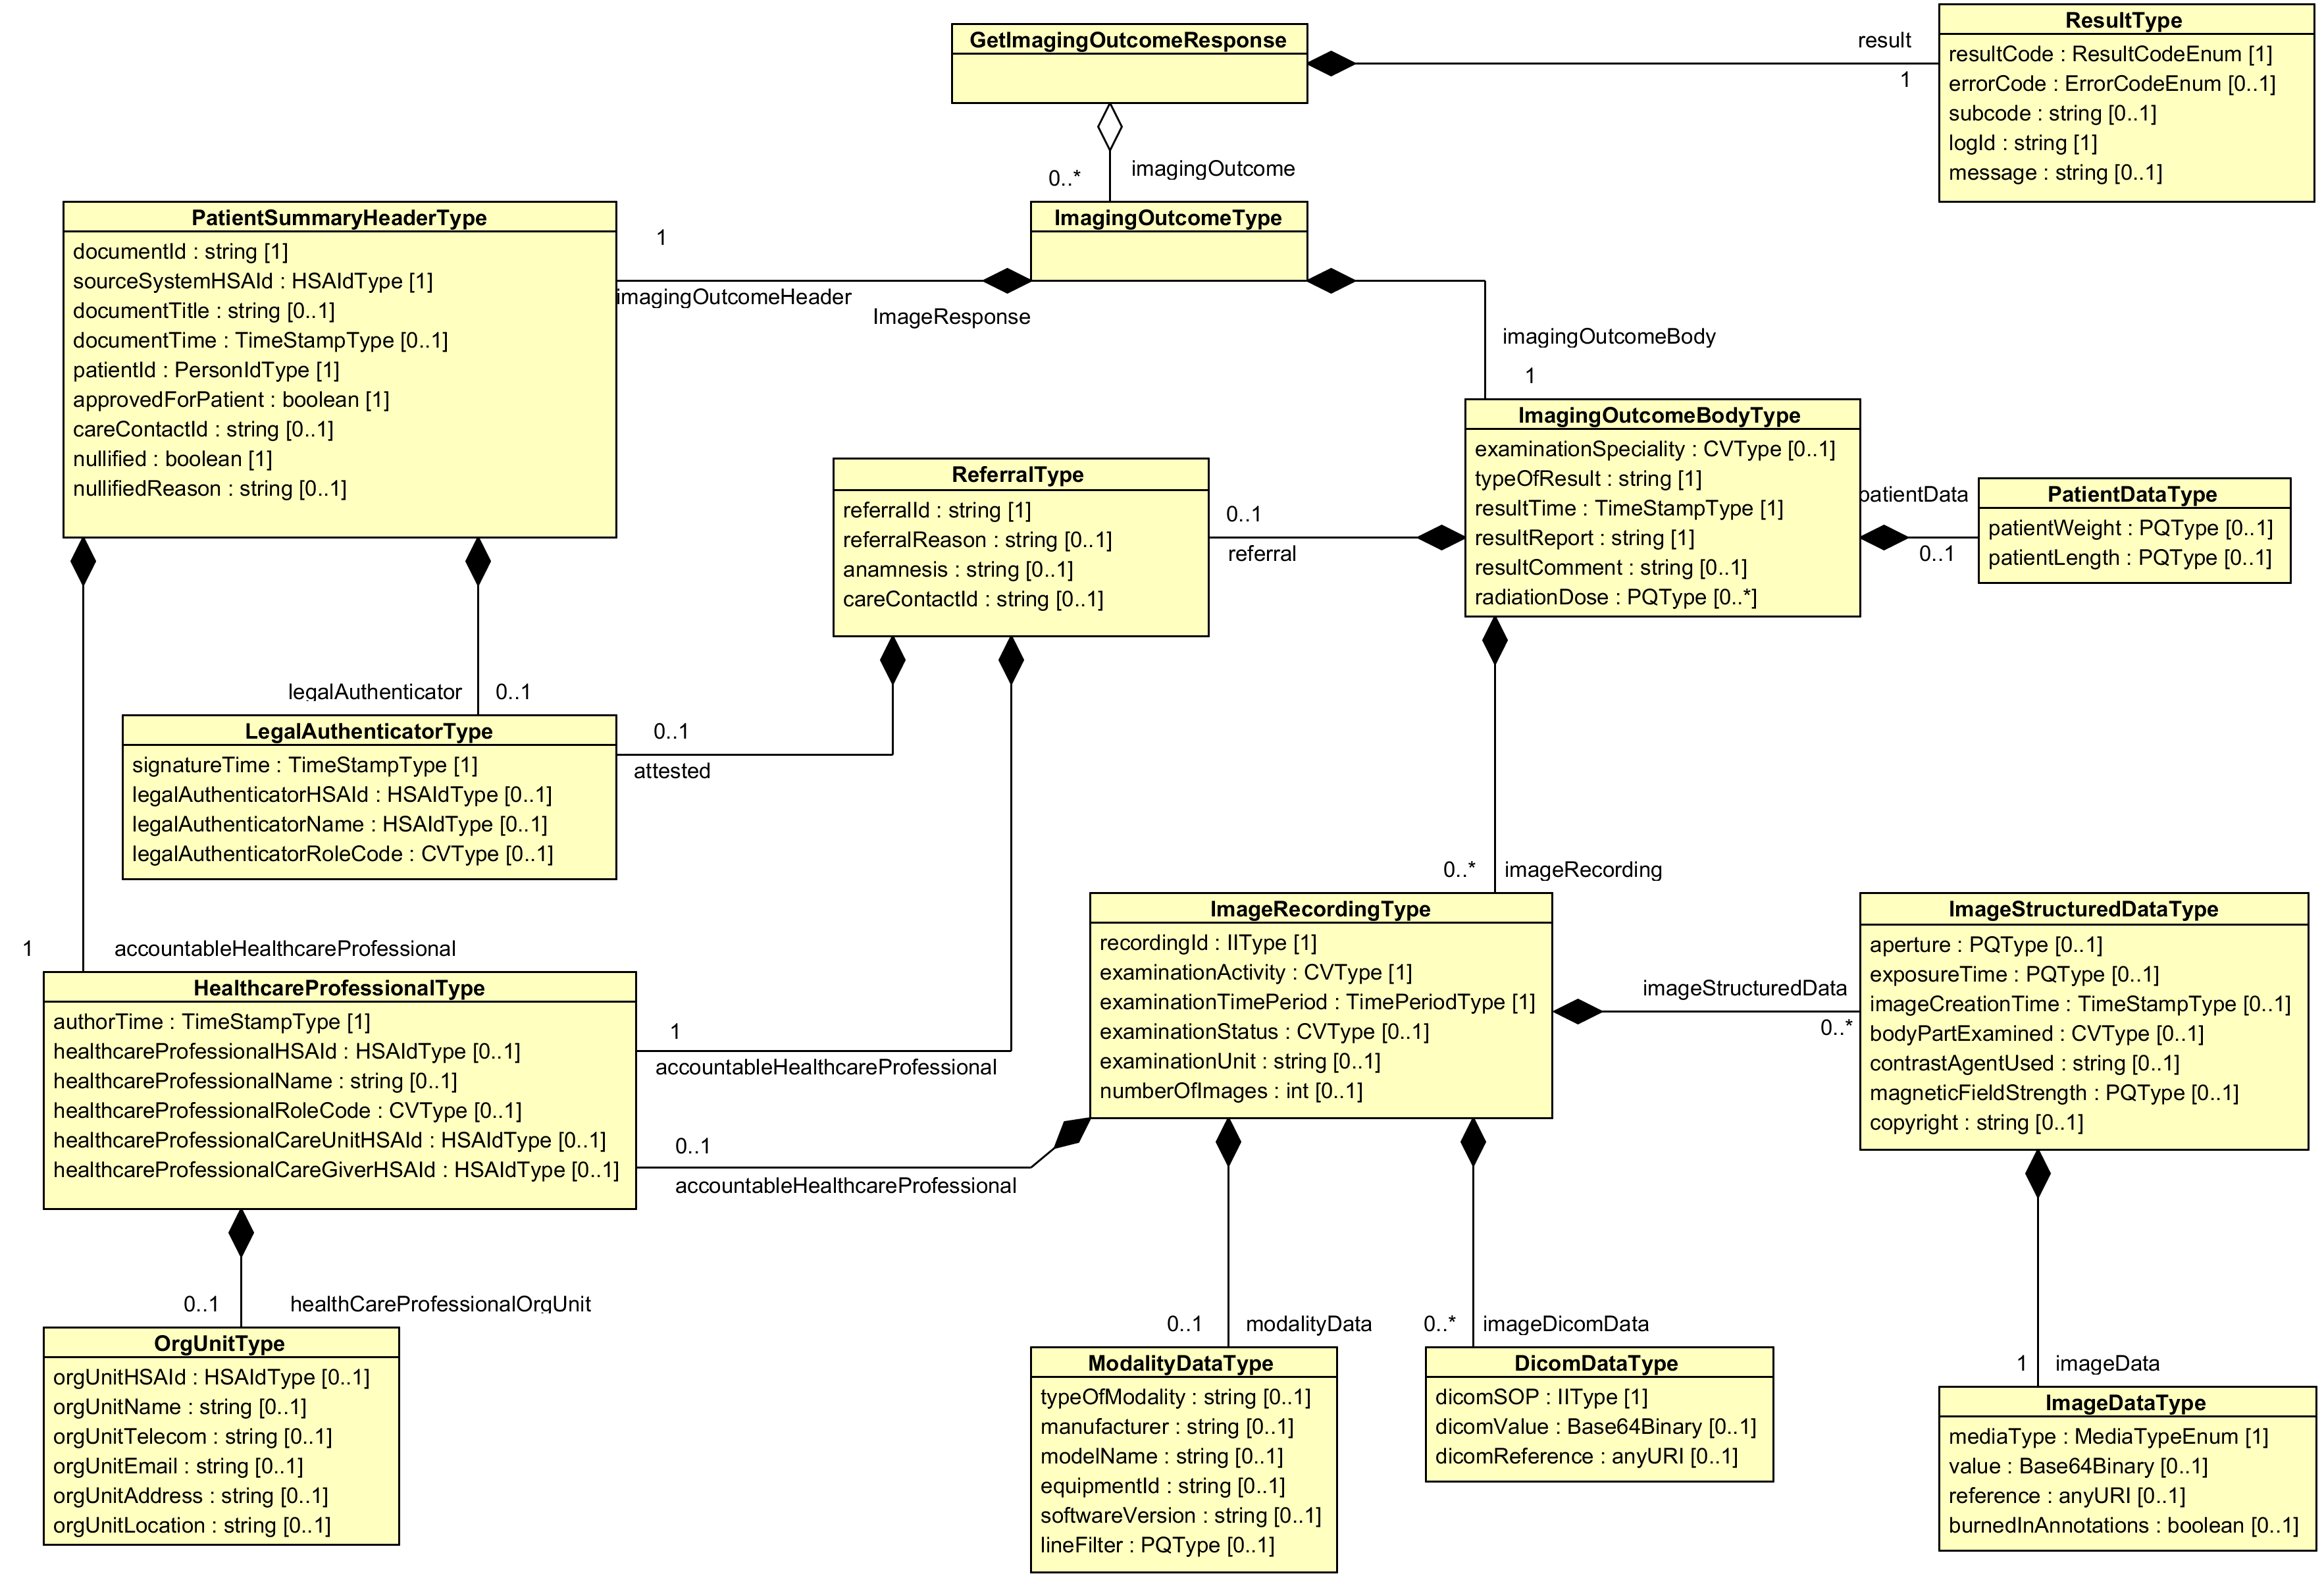 GetImagingOutcomeResponse
result
1
ResultType
resultCode : ResultCodeEnum [1]
errorCode : ErrorCodeEnum [0..1]
subcode : string [0..1]
logId : string [1]
message : string [0..1]
0..*
imagingOutcome
PatientSummaryHeaderType
documentId : string [1]
sourceSystemHSAId : HSAIdType [1]
documentTitle : string [0..1]
documentTime : TimeStampType [0..1]
patientId : PersonIdType [1]
approvedForPatient : boolean [1]
careContactId : string [0..1]
nullified : boolean [1]
nullifiedReason : string [0..1]
1
imagingOutcomeHeader
ImageResponse
ImagingOutcomeType
imagingOutcomeBody
1
ImagingOutcomeBodyType
examinationSpeciality : CVType [0..1]
typeOfResult : string [1]
resultTime : TimeStampType [1]
resultReport : string [1]
resultComment : string [0..1]
radiationDose : PQType [0..*]
patientData
0..1
PatientDataType
patientWeight : PQType [0..1]
patientLength : PQType [0..1]
ReferralType
referralId : string [1]
referralReason : string [0..1]
anamnesis : string [0..1]
careContactId : string [0..1]
0..1
referral
legalAuthenticator
0..1
LegalAuthenticatorType
signatureTime : TimeStampType [1]
legalAuthenticatorHSAId : HSAIdType [0..1]
legalAuthenticatorName : HSAIdType [0..1]
legalAuthenticatorRoleCode : CVType [0..1]
0..1
attested
0..*
imageRecording
ImageRecordingType
recordingId : IIType [1]
examinationActivity : CVType [1]
examinationTimePeriod : TimePeriodType [1]
examinationStatus : CVType [0..1]
examinationUnit : string [0..1]
numberOfImages : int [0..1]
imageStructuredData
0..*
ImageStructuredDataType
aperture : PQType [0..1]
exposureTime : PQType [0..1]
imageCreationTime : TimeStampType [0..1]
bodyPartExamined : CVType [0..1]
contrastAgentUsed : string [0..1]
magneticFieldStrength : PQType [0..1]
copyright : string [0..1]
1
accountableHealthcareProfessional
HealthcareProfessionalType
authorTime : TimeStampType [1]
healthcareProfessionalHSAId : HSAIdType [0..1]
healthcareProfessionalName : string [0..1]
healthcareProfessionalRoleCode : CVType [0..1]
healthcareProfessionalCareUnitHSAId : HSAIdType [0..1]
healthcareProfessionalCareGiverHSAId : HSAIdType [0..1]
1
accountableHealthcareProfessional
0..1
accountableHealthcareProfessional
0..1
healthCareProfessionalOrgUnit
OrgUnitType
orgUnitHSAId : HSAIdType [0..1]
orgUnitName : string [0..1]
orgUnitTelecom : string [0..1]
orgUnitEmail : string [0..1]
orgUnitAddress : string [0..1]
orgUnitLocation : string [0..1]
0..1
modalityData
ModalityDataType
typeOfModality : string [0..1]
manufacturer : string [0..1]
modelName : string [0..1]
equipmentId : string [0..1]
softwareVersion : string [0..1]
lineFilter : PQType [0..1]
0..*
imageDicomData
DicomDataType
dicomSOP : IIType [1]
dicomValue : Base64Binary [0..1]
dicomReference : anyURI [0..1]
1
imageData
ImageDataType
mediaType : MediaTypeEnum [1]
value : Base64Binary [0..1]
reference : anyURI [0..1]
burnedInAnnotations : boolean [0..1]